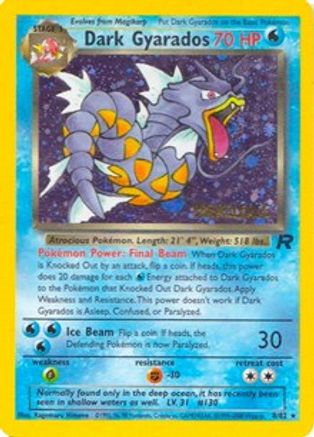 STAGE 1
Evolves from Magikarp
Put Dark Gyarados on the Basic Pokémon
Dark Gyarados 70 HP
Atrocious Pokémon. Length: 21' 4", Weight: 518 lbs.
R
Pokémon Power: Final Beam When Dark Gyarados
is Knocked Out by an attack, flip a coin. If heads, this power
does 20 damage for each Energy attached to Dark Gyarados
to the Pokémon that Knocked Out Dark Gyarados. Apply
Weakness and Resistance. This power doesn't work if Dark Gyarados
is Asleep, Confused, or Paralyzed.
Ice Beam Flip a coin. If heads, the
Defending Pokémon is now Paralyzed.
30
weakness
resistance
retreat cost
-30
Normally found only in the deep ocean, it has recently been
seen in shallow waters as well. LV. 31 #130
Illus. Kagemaru Himeno
8/82